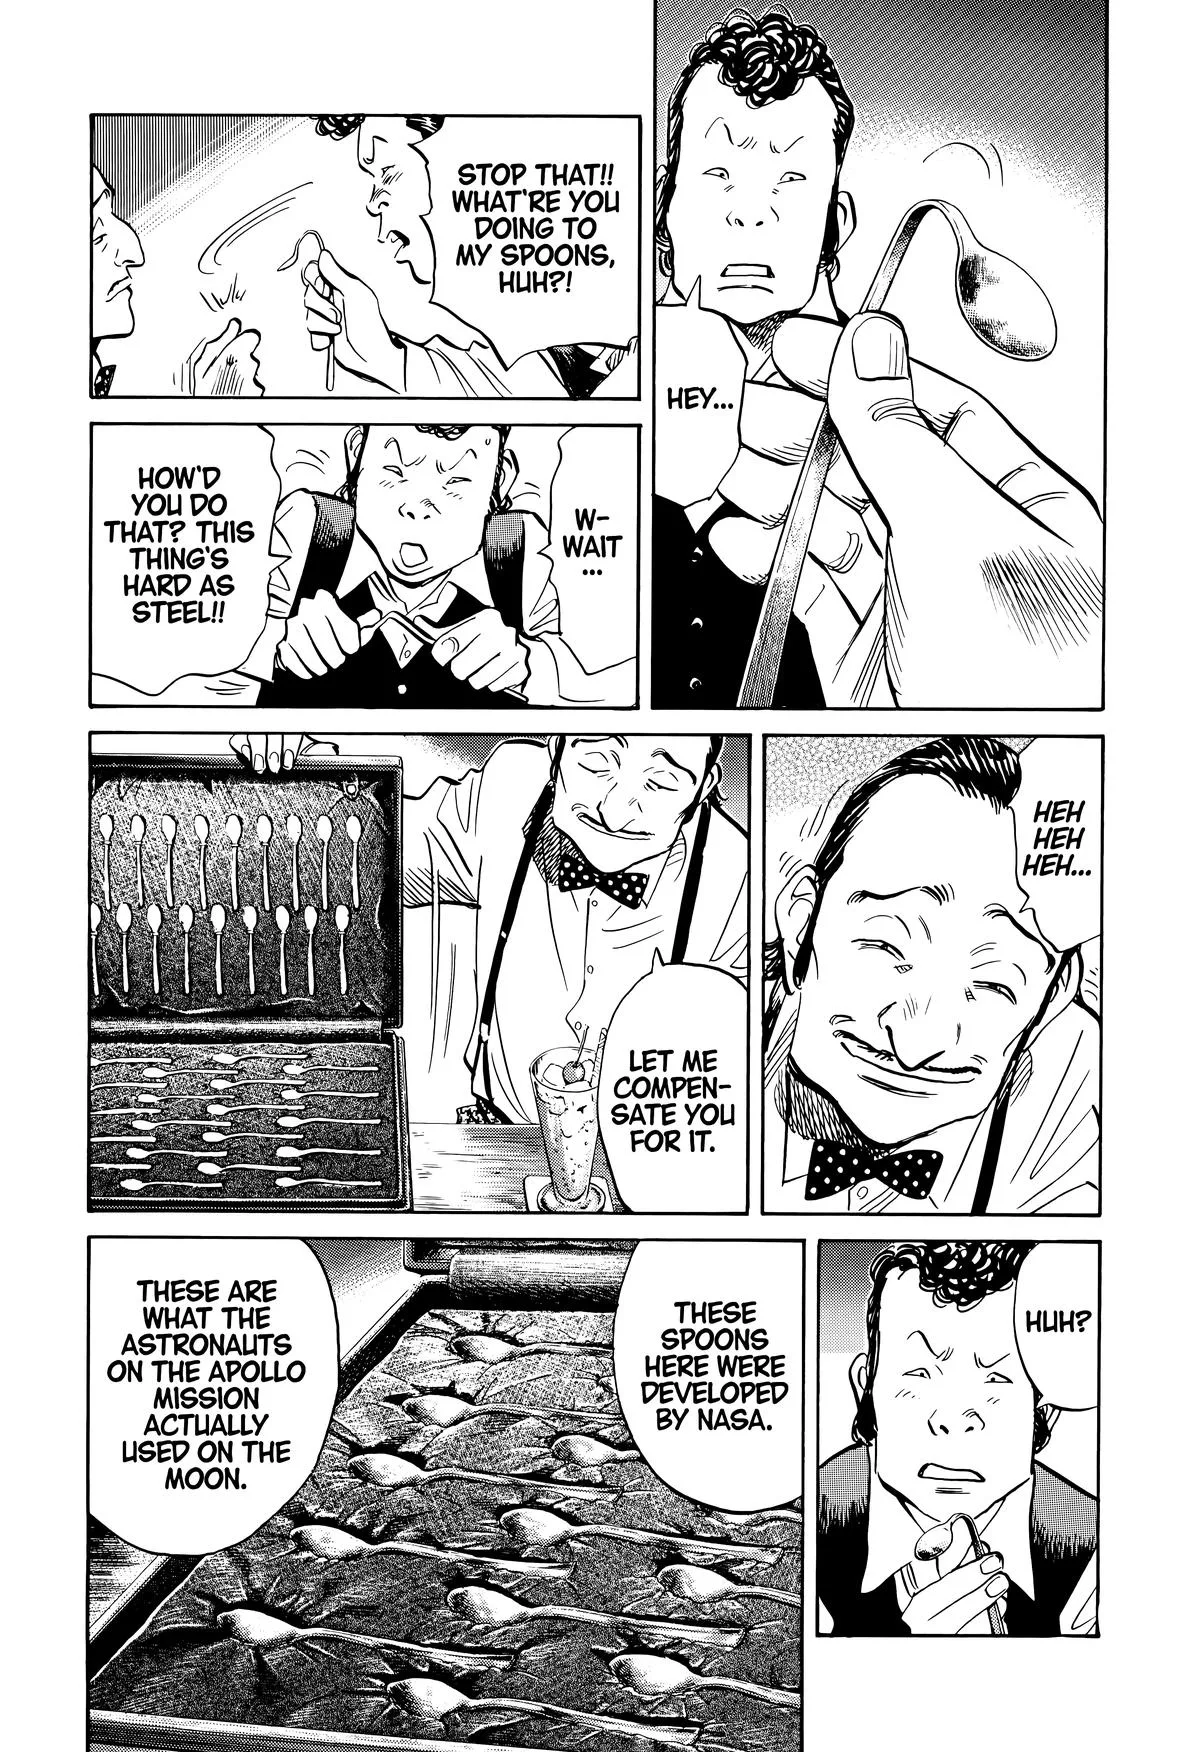 HEY...
STOP THAT!!
WHAT'RE YOU
DOING TO
MY SPOONS,
HUH?!
W-
WAIT
...
HOW'D
YOU DO
THAT? THIS
THING'S
HARD AS
STEEL!!
HEH
HEH
HEH...
LET ME
COMPEN-
SATE YOU
FOR IT.
HUH?
THESE
SPOONS
HERE WERE
DEVELOPED
BY NASA.
THESE ARE
WHAT THE
ASTRONAUTS
ON THE APOLLO
MISSION
ACTUALLY
USED ON THE
MOON.